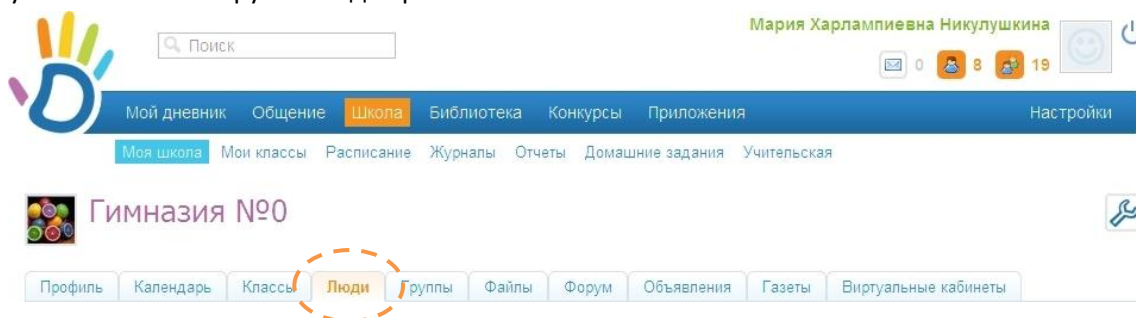 Мария Харлампиевна Никулушкина
Поиск
0 8 19
Мой дневник Общение Школа Библиотека Конкурсы Приложения Настройки
Моя школа Мои классы Расписание Журналы Отчеты Домашние задания Учительская
Гимназия №0
Профиль Календарь Классы Люди Группы Файлы Форум Объявления Газеты Виртуальные кабинеты